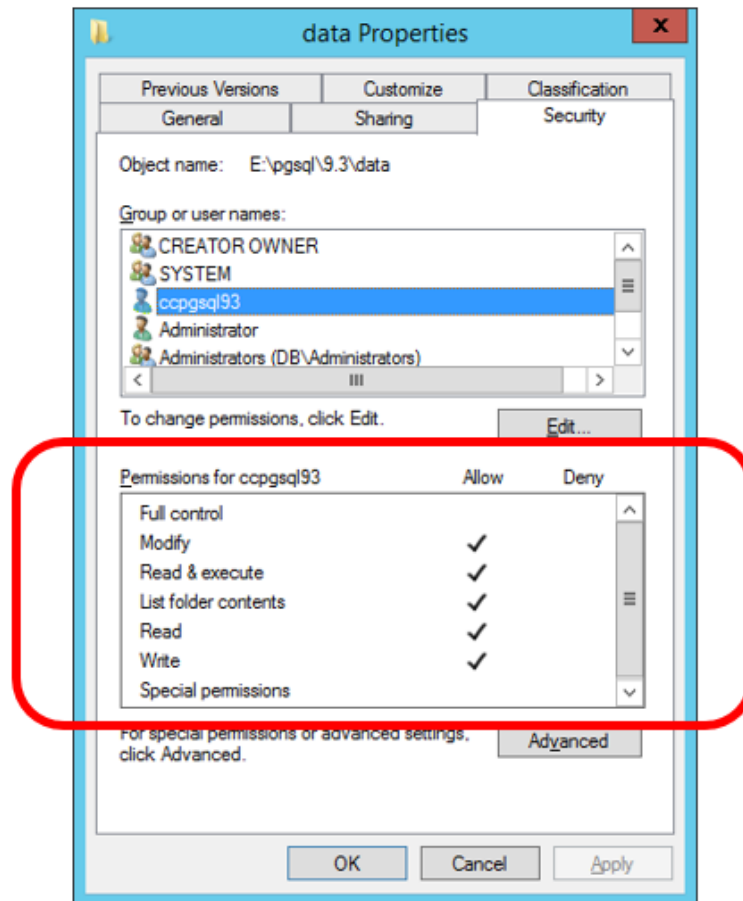 data Properties
x
Previous Versions
Customize
Classification
General
Sharing
Security
Object name: E:\pgsql\9.3\data
Group or user names:
CREATOR OWNER
SYSTEM
ccpgsql93
Administrator
Administrators (DB\Administrators)
To change permissions, click Edit.
Edit...
Permissions for ccpgsql93 Allow Deny
Full control
Modify
Read & execute
List folder contents
Read
Write
Special permissions
For special permissions or advanced settings,
click Advanced.
Advanced
OK
Cancel
Apply